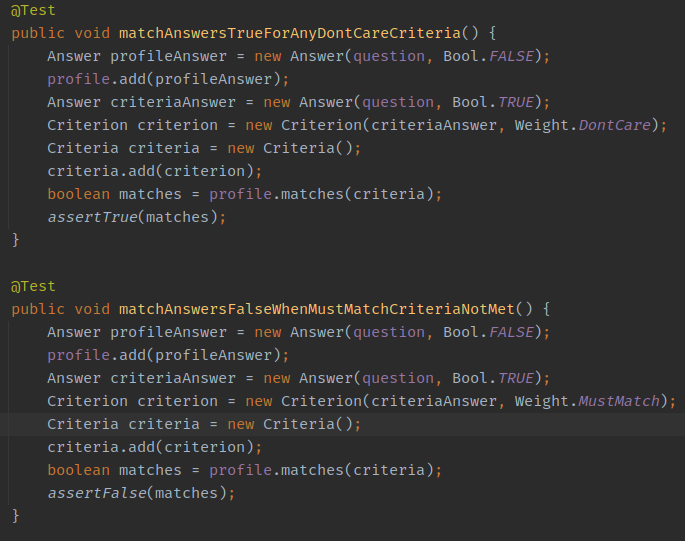 @Test
public void matchAnswersTrueForAnyDontCareCriteria() {
    Answer profileAnswer = new Answer(question, Bool.FALSE);
    profile.add(profileAnswer);
    Answer criteriaAnswer = new Answer(question, Bool.TRUE);
    Criterion criterion = new Criterion(criteriaAnswer, Weight.DontCare);
    Criteria criteria = new Criteria();
    criteria.add(criterion);
    boolean matches = profile.matches(criteria);
    assertTrue(matches);
}

@Test
public void matchAnswersFalseWhenMustMatchCriteriaNotMet() {
    Answer profileAnswer = new Answer(question, Bool.FALSE);
    profile.add(profileAnswer);
    Answer criteriaAnswer = new Answer(question, Bool.TRUE);
    Criterion criterion = new Criterion(criteriaAnswer, Weight.MustMatch);
    Criteria criteria = new Criteria();
    criteria.add(criterion);
    boolean matches = profile.matches(criteria);
    assertFalse(matches);
}